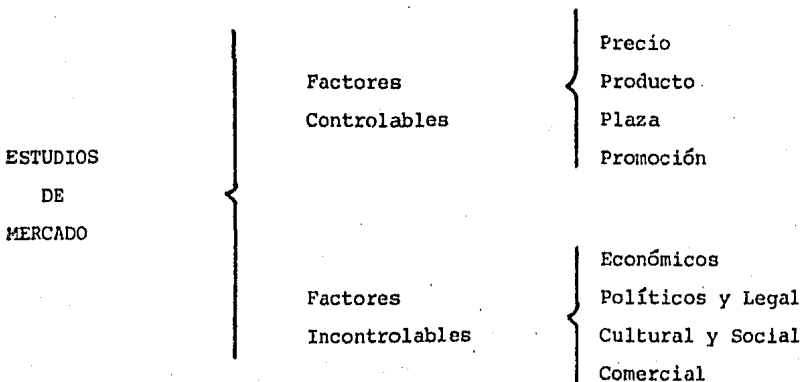 ESTUDIOS
DE
MERCADO
Factores
Controlables
Precio
Producto
Plaza
Promoción
Factores
Incontrolables
Económicos
Políticos y Legal
Cultural y Social
Comercial